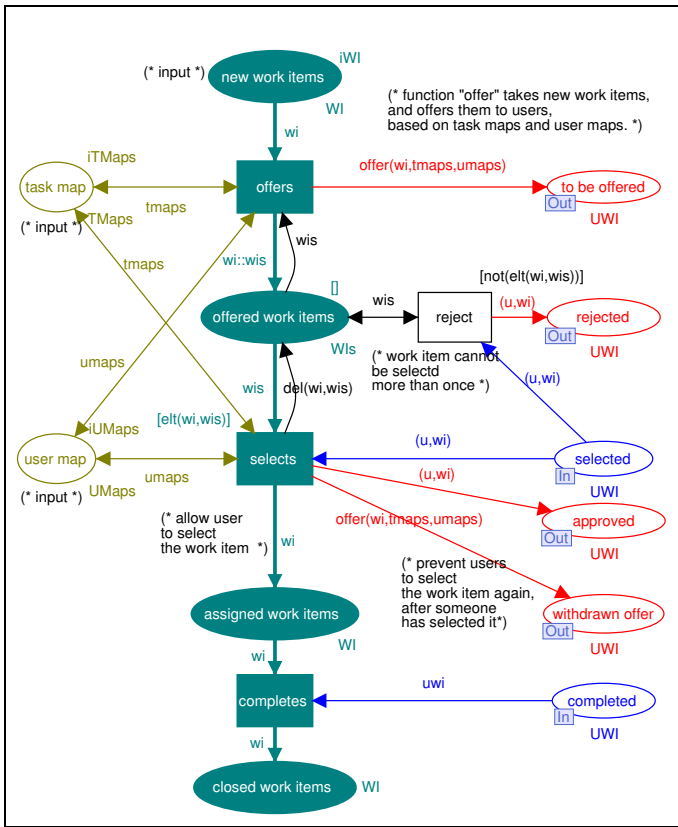 iWI
(* input *)
new work items
WI
(* function "offer" takes new work items,
and offers them to users,
based on task maps and user maps. *)
wi
iTMaps
offer(wi,tmaps,umaps)
task map
offers
to be offered
Out
TMaps
tmaps
UWI
(* input *)
wis
tmaps
wi::wis
[]
[not(elt(wi,wis))]
offered work items
wis
reject
(u,wi)
rejected
Out
WIs
UWI
umaps
(* work item cannot
be selectd
more than once *)
wis
del(wi,wis)
(u,wi)
[elt(wi,wis)]
iUMaps
(u,wi)
user map
selects
selected
In
umaps
(u,wi)
UMaps
UWI
(* input *)
(* allow user
to select
the work item *)
wi
offer(wi,tmaps,umaps)
approved
Out
UWI
(* prevent users
to select
the work item again,
after someone
has selected it*)
assigned work items
withdrawn offer
Out
WI
UWI
wi
uwi
completes
completed
In
UWI
wi
closed work items
WI